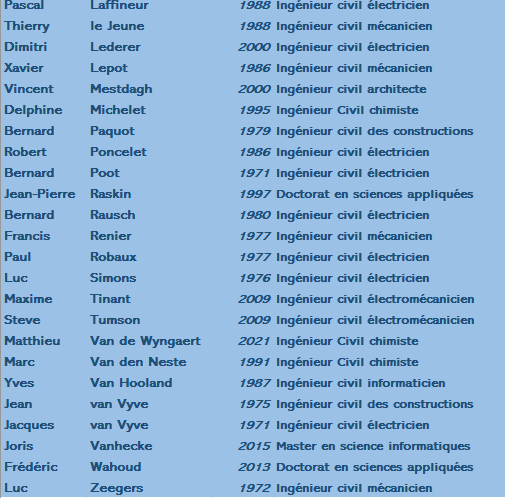 Pascal Laffineur 1988 Ingénieur civil électricien
Thierry le Jeune 1988 Ingénieur civil mécanicien
Dimitri Lederer 2000 Ingénieur civil électricien
Xavier Lepot 1986 Ingénieur civil mécanicien
Vincent Mestdagh 2000 Ingénieur civil architecte
Delphine Michelet 1995 Ingénieur Civil chimiste
Bernard Paquot 1979 Ingénieur civil des constructions
Robert Poncelet 1986 Ingénieur civil électricien
Bernard Poot 1971 Ingénieur civil électricien
Jean-Pierre Raskin 1997 Doctorat en sciences appliquées
Bernard Rausch 1980 Ingénieur civil électricien
Francis Renier 1977 Ingénieur civil mécanicien
Paul Robaux 1977 Ingénieur civil électricien
Luc Simons 1976 Ingénieur civil électricien
Maxime Tinant 2009 Ingénieur civil électromécanicien
Steve Tumson 2009 Ingénieur civil électromécanicien
Matthieu Van de Wyngaert 2021 Ingénieur Civil chimiste
Marc Van den Neste 1991 Ingénieur Civil chimiste
Yves Van Hooland 1987 Ingénieur civil informaticien
Jean van Vyve 1975 Ingénieur civil des constructions
Jacques van Vyve 1971 Ingénieur civil électricien
Joris Vanhecke 2015 Master en science informatiques
Frédéric Wahoud 2013 Doctorat en sciences appliquées
Luc Zeegers 1972 Ingénieur civil mécanicien